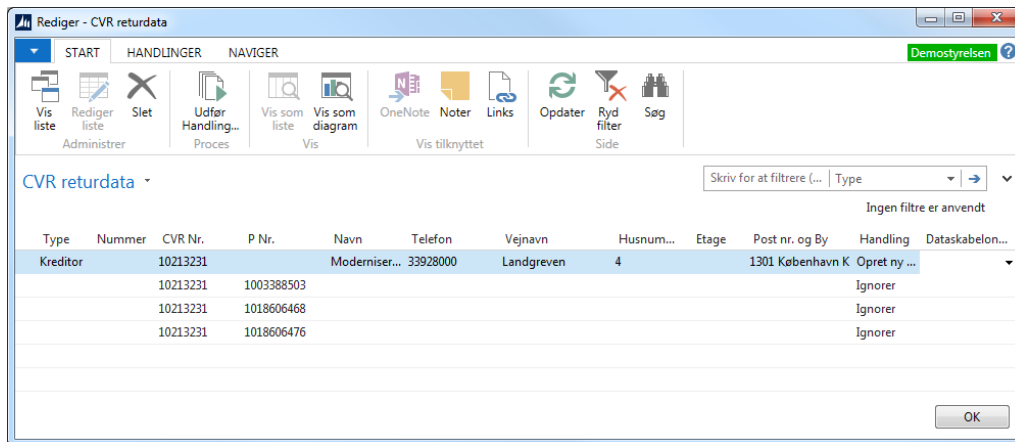 Rediger - CVR returdata
START HANDLINGER NAVIGER Demostyrelsen ?
Vis liste Rediger liste Slet Udfør Handling... Vis som liste Vis som diagram OneNote Noter Links Opdater Ryd filter Søg
Administrer Proces Vis Vis tilknyttet Side
CVR returdata Skriv for at filtrere (... Type
Ingen filtre er anvendt
Type Nummer CVR Nr. P Nr. Navn Telefon Vejnavn Husnum... Etage Post nr. og By Handling Dataskabelon...
Kreditor 10213231 Moderniser... 33928000 Landgreven 4 1301 København K Opret ny ...
10213231 1003388503 Ignorer
10213231 1018606468 Ignorer
10213231 1018606476 Ignorer
OK